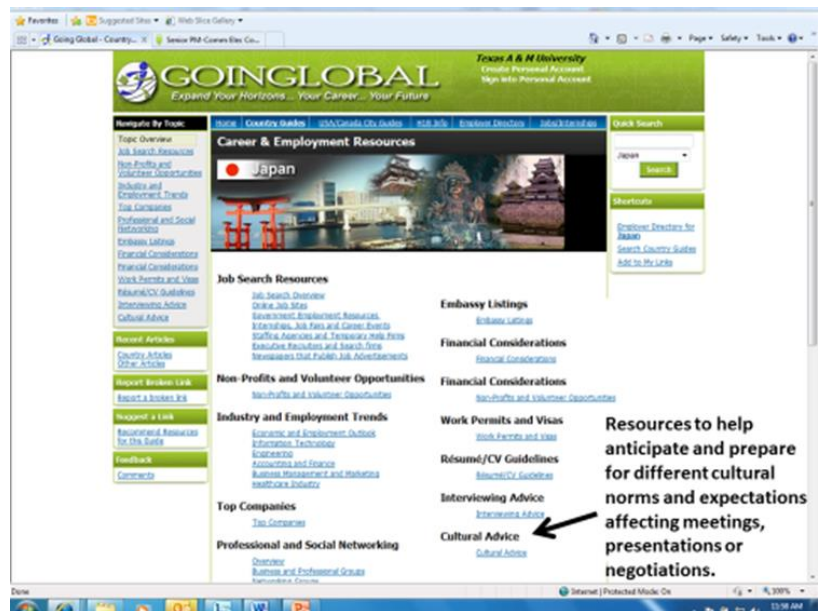 Favorites
Suggested Sites
Web Slice Gallery
Going Global - Country... X
Senior PM-Comm Elec Co...
Page
Safety
Tools
GOINGLOBAL
Expand Your Horizons... Your Career... Your Future
Texas A & M University
Create Personal Account
Sign into Personal Account
Navigate By Topic
Topic Overview
Job Search Resources
Non-Profits and
Volunteer Opportunities
Industry and
Employment Trends
Top Companies
Professional and Social
Networking
Embassy Listings
Financial Considerations
Financial Considerations
Work Permits and Visas
Résumé/CV Guidelines
Interviewing Advice
Cultural Advice
Recent Articles
Country Articles
Other Articles
Report Broken Link
Report a broken link
Suggest a Link
Recommend Resources
for this Guide
Feedback
Comments
Home
Country Guides
USA/Canada City Guides
H1B Info
Employer Directory
Jobs/Internships
Career & Employment Resources
Japan
Job Search Resources
Job Search Overview
Online Job Sites
Government Employment Resources
Internships, Job Fairs and Career Events
Staffing Agencies and Temporary Help Firms
Executive Recruiters and Search firms
Newspapers that Publish Job Advertisements
Non-Profits and Volunteer Opportunities
Non-Profits and Volunteer Opportunities
Industry and Employment Trends
Economic and Employment Outlook
Information Technology
Engineering
Accounting and Finance
Business Management and Marketing
Healthcare Industry
Top Companies
Top Companies
Professional and Social Networking
Overview
Business and Professional Groups
Networking Groups
Embassy Listings
Embassy Listings
Financial Considerations
Financial Considerations
Financial Considerations
Non-Profits and Volunteer Opportunities
Work Permits and Visas
Work Permits and Visas
Résumé/CV Guidelines
Résumé/CV Guidelines
Interviewing Advice
Interviewing Advice
Cultural Advice
Cultural Advice
Quick Search
Japan
Search
Shortcuts
Employer Directory for
Japan
Search Country Guides
Add to My Links
Resources to help
anticipate and prepare
for different cultural
norms and expectations
affecting meetings,
presentations or
negotiations.
Done
Internet | Protected Mode: On
100%